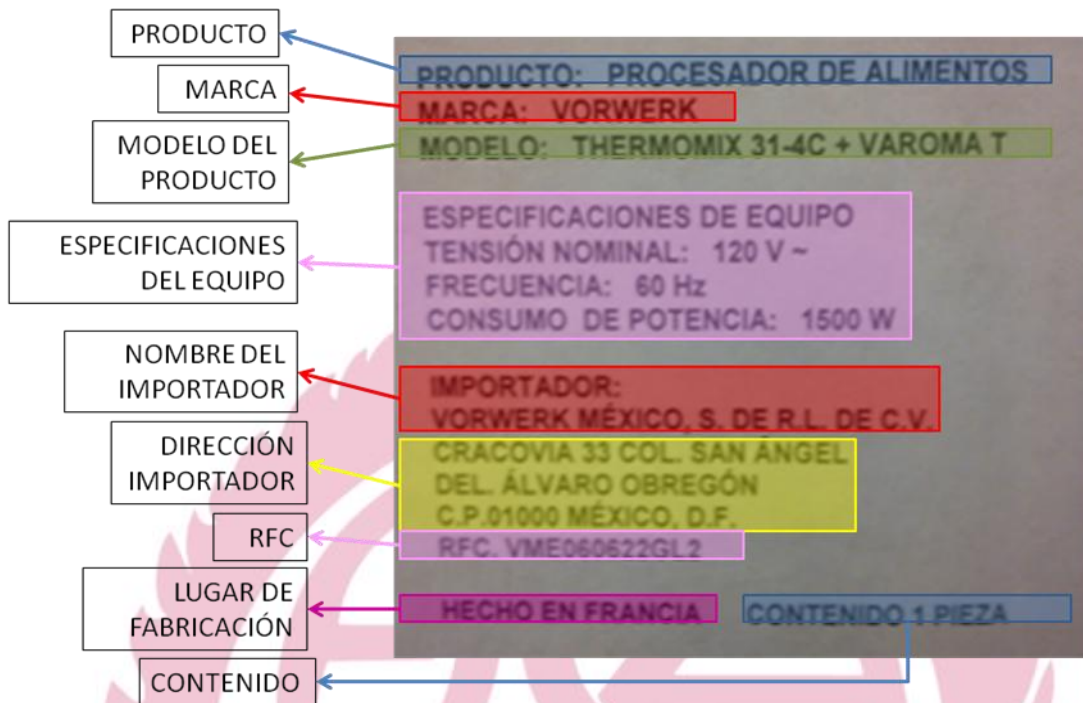 PRODUCTO
PRODUCTO: PROCESADOR DE ALIMENTOS
MARCA
MARCA: VORWERK
MODELO DEL
PRODUCTO
MODELO: THERMOMIX 31-4C + VAROMA T
ESPECIFICACIONES
DEL EQUIPO
ESPECIFICACIONES DE EQUIPO
TENSIÓN NOMINAL: 120 V ~
FRECUENCIA: 60 Hz
CONSUMO DE POTENCIA: 1500 W
NOMBRE DEL
IMPORTADOR
IMPORTADOR:
VORWERK MÉXICO, S. DE R.L. DE C.V.
DIRECCIÓN
IMPORTADOR
CRACOVIA 33 COL. SAN ÁNGEL
DEL. ÁLVARO OBREGÓN
C.P.01000 MÉXICO, D.F.
RFC
RFC. VME060622GL2
LUGAR DE
FABRICACIÓN
HECHO EN FRANCIA
CONTENIDO 1 PIEZA
CONTENIDO